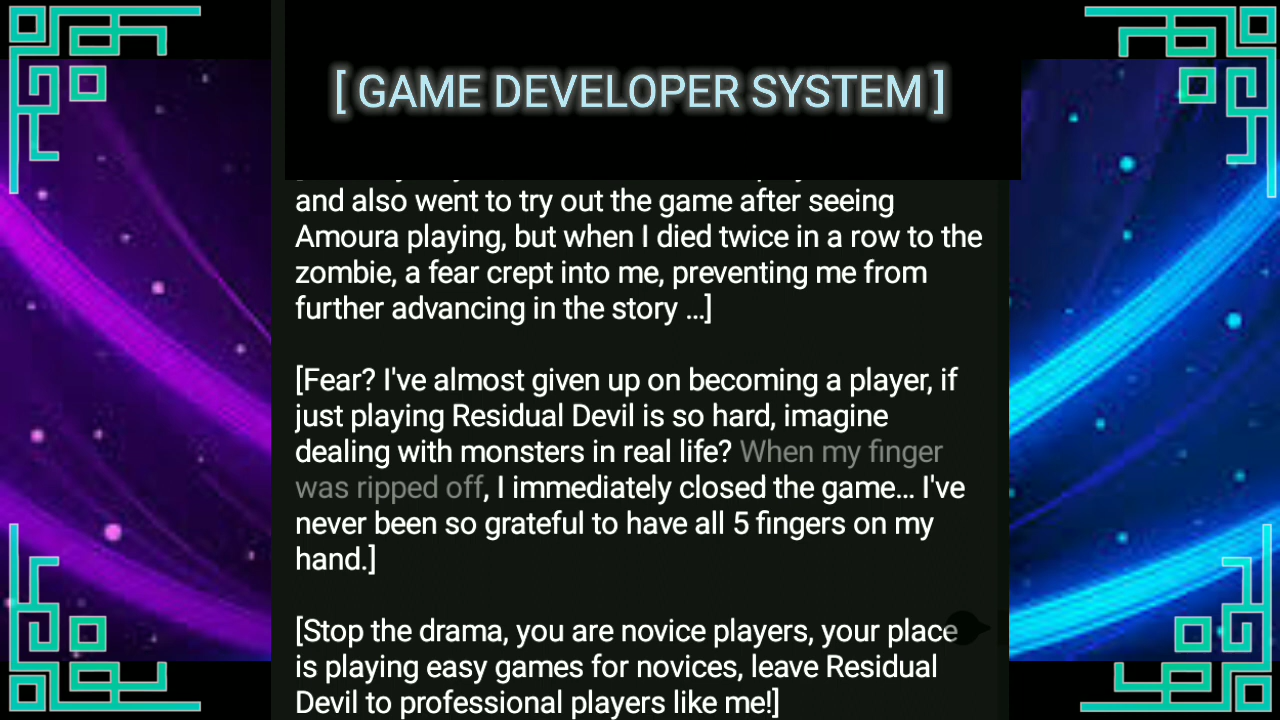 [ GAME DEVELOPER SYSTEM ]
and also went to try out the game after seeing
Amoura playing, but when I died twice in a row to the
zombie, a fear crept into me, preventing me from
further advancing in the story ...]
[Fear? I've almost given up on becoming a player, if
just playing Residual Devil is so hard, imagine
dealing with monsters in real life? When my finger
was ripped off, I immediately closed the game... I've
never been so grateful to have all 5 fingers on my
hand.]
[Stop the drama, you are novice players, your place
is playing easy games for novices, leave Residual
Devil to professional players like me!]